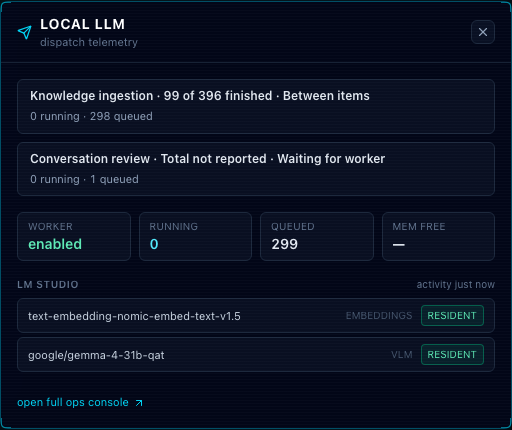 LOCAL LLM
dispatch telemetry
Knowledge ingestion · 99 of 396 finished · Between items
0 running · 298 queued
Conversation review · Total not reported · Waiting for worker
0 running · 1 queued
WORKER RUNNING QUEUED MEM FREE
enabled 0 299 —
LM STUDIO activity just now
text-embedding-nomic-embed-text-v1.5 EMBEDDINGS RESIDENT
google/gemma-4-31b-qat VLM RESIDENT
open full ops console ↗